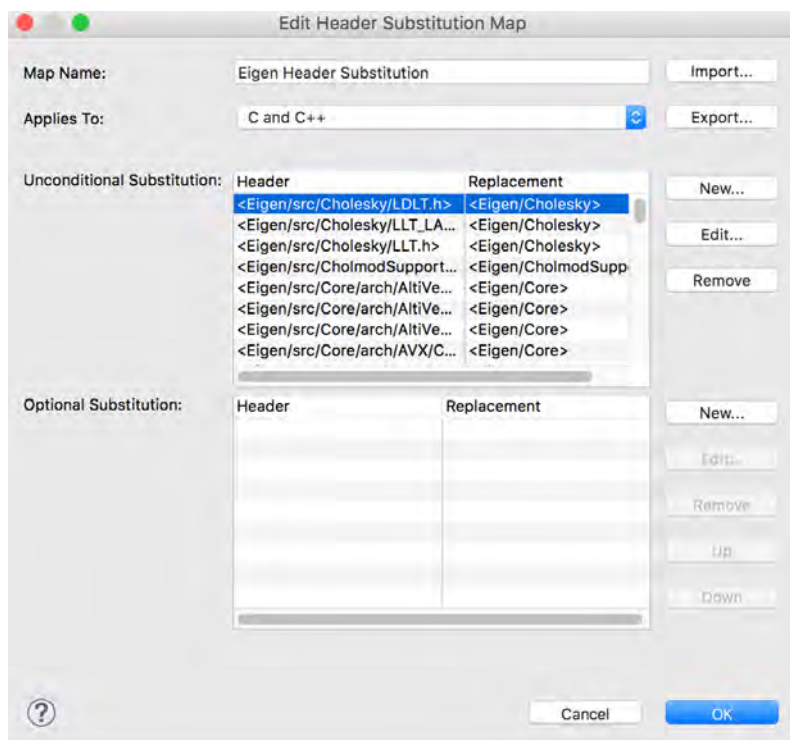 Edit Header Substitution Map
Map Name: Eigen Header Substitution Import...
Applies To: C and C++ Export...
Unconditional Substitution: Header Replacement New...
<Eigen/src/Cholesky/LDLT.h> <Eigen/Cholesky>
<Eigen/src/Cholesky/LLT_LA... <Eigen/Cholesky> Edit...
<Eigen/src/Cholesky/LLT.h> <Eigen/Cholesky>
<Eigen/src/CholmodSupport... <Eigen/CholmodSupp
<Eigen/src/Core/arch/AltiVe... <Eigen/Core> Remove
<Eigen/src/Core/arch/AltiVe... <Eigen/Core>
<Eigen/src/Core/arch/AltiVe... <Eigen/Core>
<Eigen/src/Core/arch/AVX/C... <Eigen/Core>
Optional Substitution: Header Replacement New...
Edit...
Remove
Up
Down
? Cancel OK